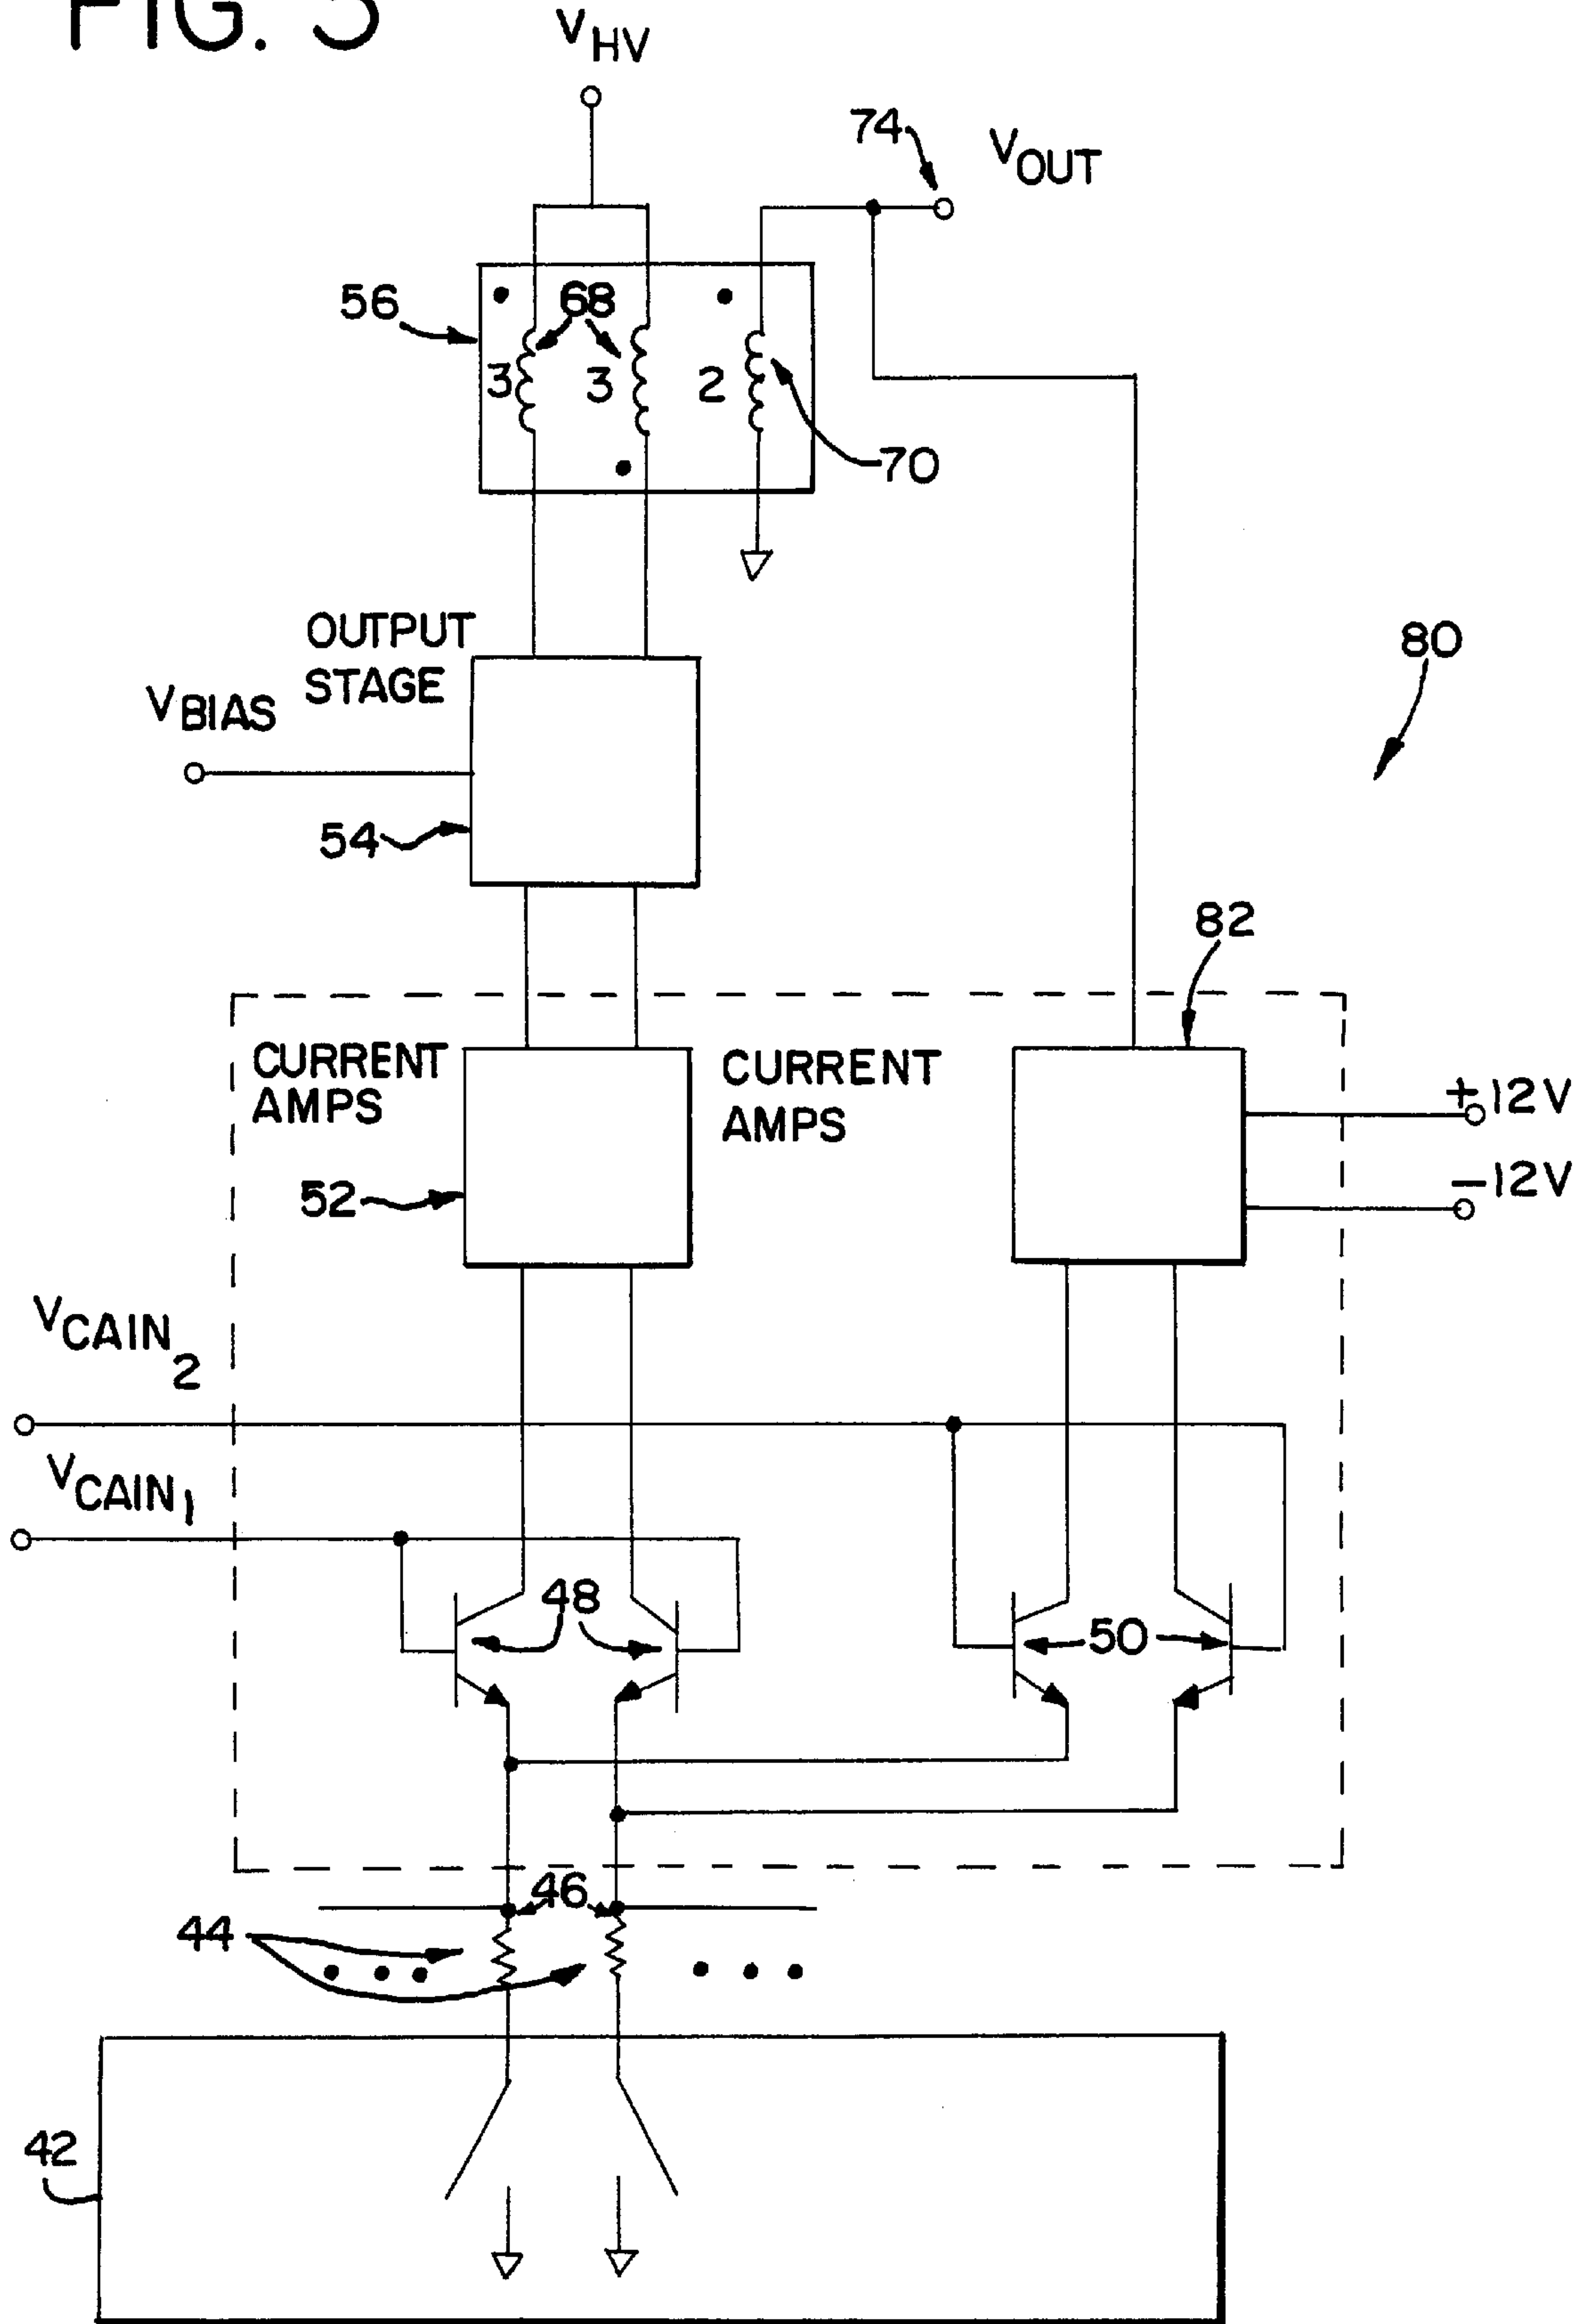 FIG.
VHV
74
VOUT
56
68
3
3
2
70
OUTPUT
STAGE
80
VBIAS
54
82
CURRENT
AMPS
CURRENT
AMPS
+12V
52
-12V
VCAIN2
VCAIN1
48
50
46
44
42